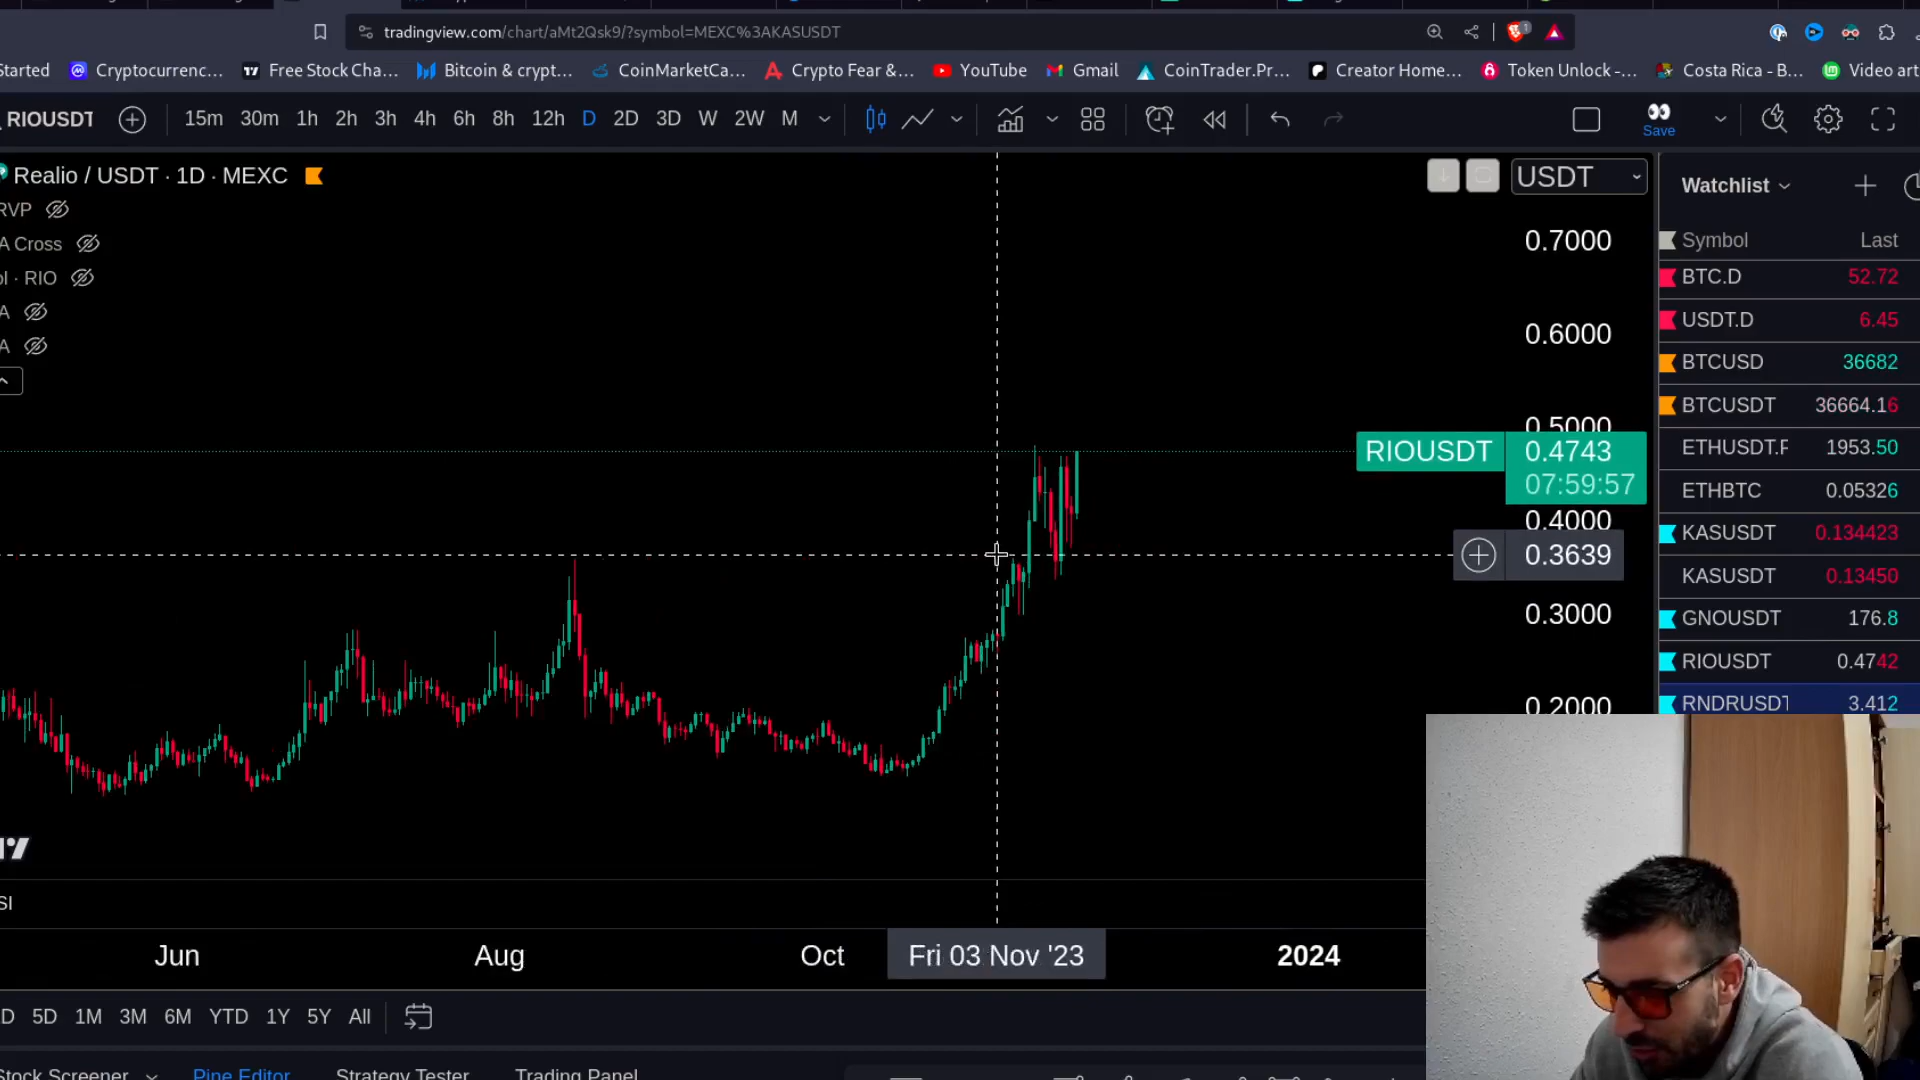 tradingview.com/chart/aMt2Qsk9/?symbol=MEXC%3AKASUSDT
1
Started Cryptocurrenc... Free Stock Cha... Bitcoin & crypt... CoinMarketCa... Crypto Fear &... YouTube Gmail CoinTrader.Pr... Creator Home... Token Unlock -... Costa Rica - B... Video art
RIOUSDT 15m 30m 1h 2h 3h 4h 6h 8h 12h D 2D 3D W 2W M Save
Realio / USDT · 1D · MEXC USDT
RVP
A Cross
ol · RIO
A
A
0.7000
0.6000
0.5000
RIOUSDT 0.4743
07:59:57
0.4000
0.3639
0.3000
0.2000
Watchlist
Symbol Last
BTC.D 52.72
USDT.D 6.45
BTCUSD 36682
BTCUSDT 36664.16
ETHUSDT.P 1953.50
ETHBTC 0.05326
KASUSDT 0.134423
KASUSDT 0.13450
GNOUSDT 176.8
RIOUSDT 0.4742
RNDRUSDT 3.412
SI
Jun Aug Oct Fri 03 Nov '23 2024
D 5D 1M 3M 6M YTD 1Y 5Y All
Stock Screener Pine Editor Strategy Tester Trading Panel